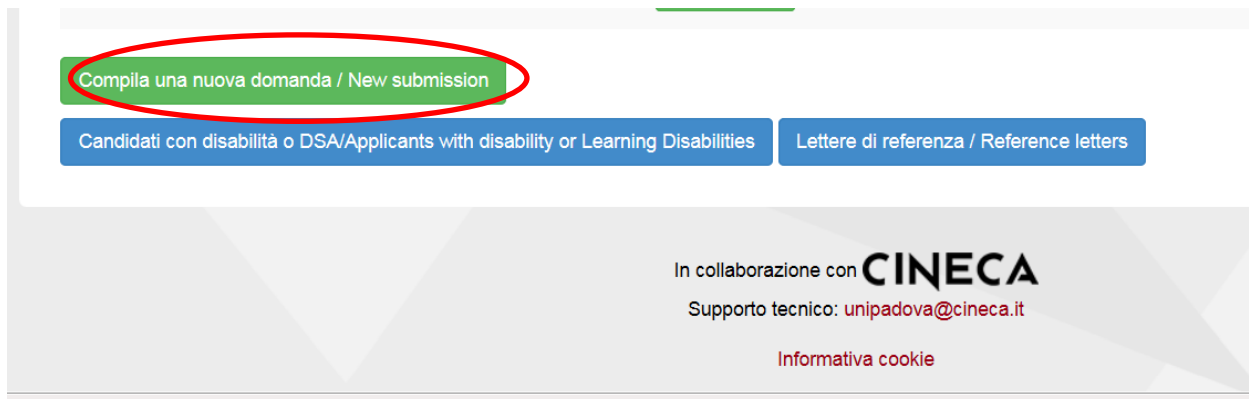 Compila una nuova domanda / New submission
Candidati con disabilità o DSA/Applicants with disability or Learning Disabilities
Lettere di referenza / Reference letters
In collaborazione con CINECA
Supporto tecnico: unipadova@cineca.it
Informativa cookie